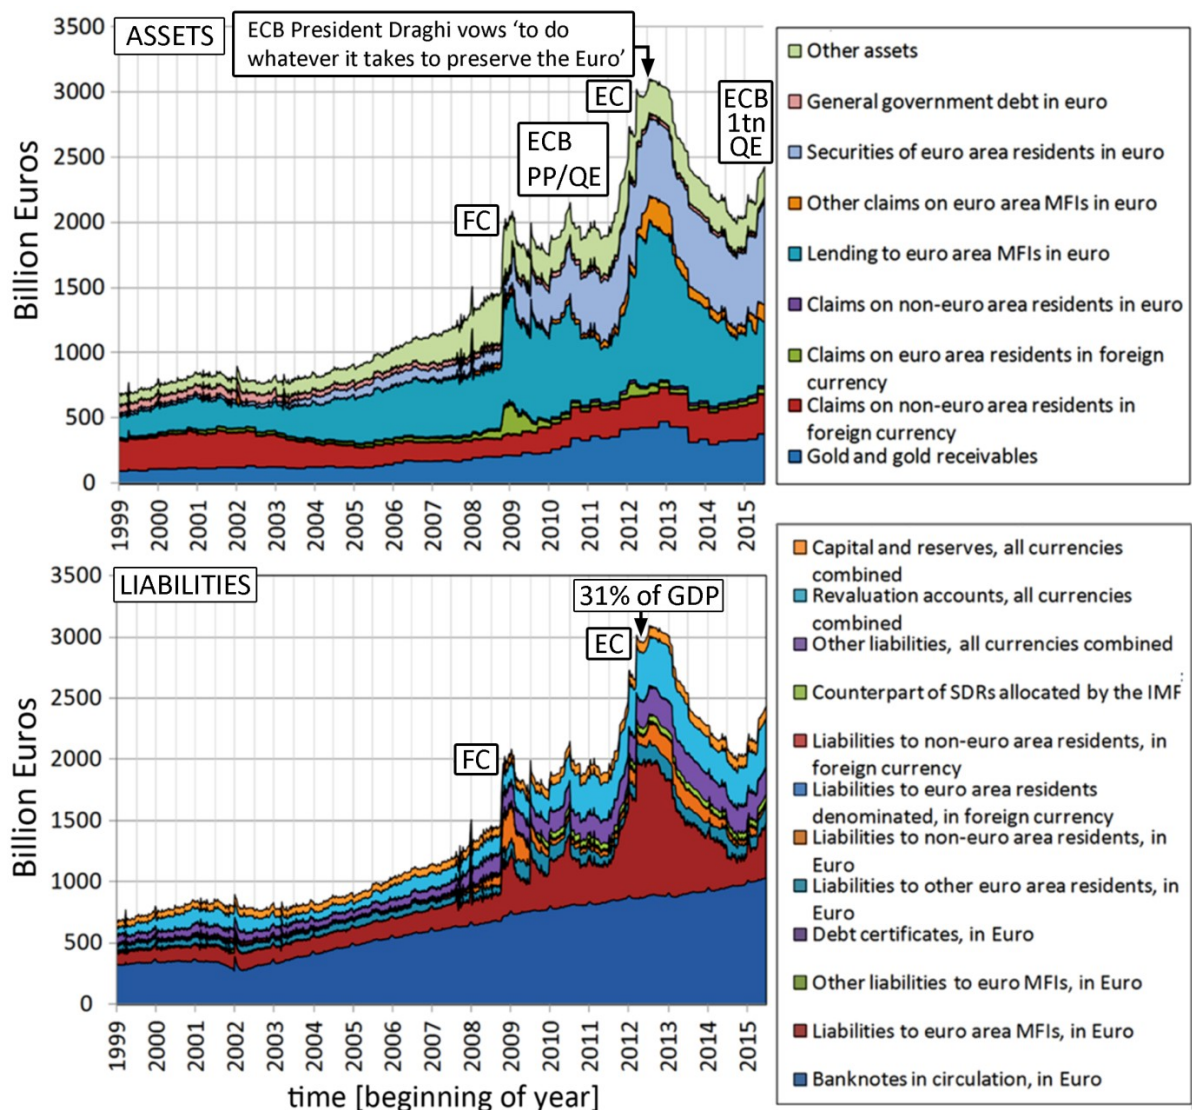 ASSETS
ECB President Draghi vows ‘to do
whatever it takes to preserve the Euro’
EC
ECB
1tn
QE
ECB
PP/QE
FC
Billion Euros
3500
3000
2500
2000
1500
1000
500
0
1999
2000
2001
2002
2003
2004
2005
2006
2007
2008
2009
2010
2011
2012
2013
2014
2015
Other assets
General government debt in euro
Securities of euro area residents in euro
Other claims on euro area MFIs in euro
Lending to euro area MFIs in euro
Claims on non-euro area residents in euro
Claims on euro area residents in foreign
currency
Claims on non-euro area residents in
foreign currency
Gold and gold receivables
LIABILITIES
31% of GDP
EC
FC
Billion Euros
3500
3000
2500
2000
1500
1000
500
0
1999
2000
2001
2002
2003
2004
2005
2006
2007
2008
2009
2010
2011
2012
2013
2014
2015
time [beginning of year]
Capital and reserves, all currencies
combined
Revaluation accounts, all currencies
combined
Other liabilities, all currencies combined
Counterpart of SDRs allocated by the IMF
Liabilities to non-euro area residents, in
foreign currency
Liabilities to euro area residents
denominated, in foreign currency
Liabilities to non-euro area residents, in
Euro
Liabilities to other euro area residents, in
Euro
Debt certificates, in Euro
Other liabilities to euro MFIs, in Euro
Liabilities to euro area MFIs, in Euro
Banknotes in circulation, in Euro